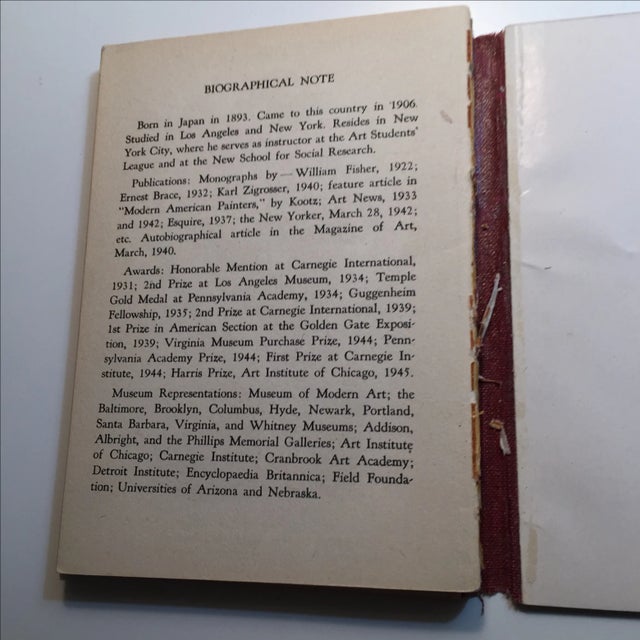 BIOGRAPHICAL NOTE
Born in Japan in 1893. Came to this country in 1906.
Studied in Los Angeles and New York. Resides in New
York City, where he serves as instructor at the Art Students'
League and at the New School for Social Research.
Publications: Monographs by — William Fisher, 1922;
Ernest Brace, 1932; Karl Zigrosser, 1940; feature article in
"Modern American Painters," by Kootz; Art News, 1933
and 1942; Esquire, 1937; the New Yorker, March 28, 1942;
etc. Autobiographical article in the Magazine of Art,
March, 1940.
Awards: Honorable Mention at Carnegie International,
1931; 2nd Prize at Los Angeles Museum, 1934; Temple
Gold Medal at Pennsylvania Academy, 1934; Guggenheim
Fellowship, 1935; 2nd Prize at Carnegie International, 1939;
1st Prize in American Section at the Golden Gate Exposi-
tion, 1939; Virginia Museum Purchase Prize, 1944; Penn-
sylvania Academy Prize, 1944; First Prize at Carnegie In-
stitute, 1944; Harris Prize, Art Institute of Chicago, 1945.
Museum Representations: Museum of Modern Art; the
Baltimore, Brooklyn, Columbus, Hyde, Newark, Portland,
Santa Barbara, Virginia, and Whitney Museums; Addison,
Albright, and the Phillips Memorial Galleries; Art Institute
of Chicago; Carnegie Institute; Cranbrook Art Academy;
Detroit Institute; Encyclopaedia Britannica; Field Founda-
tion; Universities of Arizona and Nebraska.